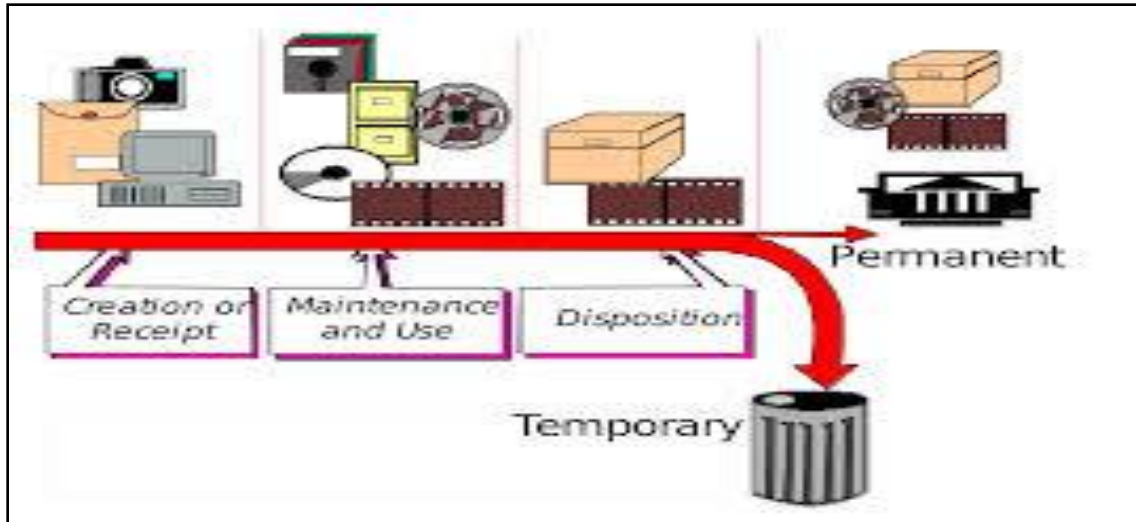 Creation or
Receipt
Maintenance
and Use
Disposition
Permanent
Temporary